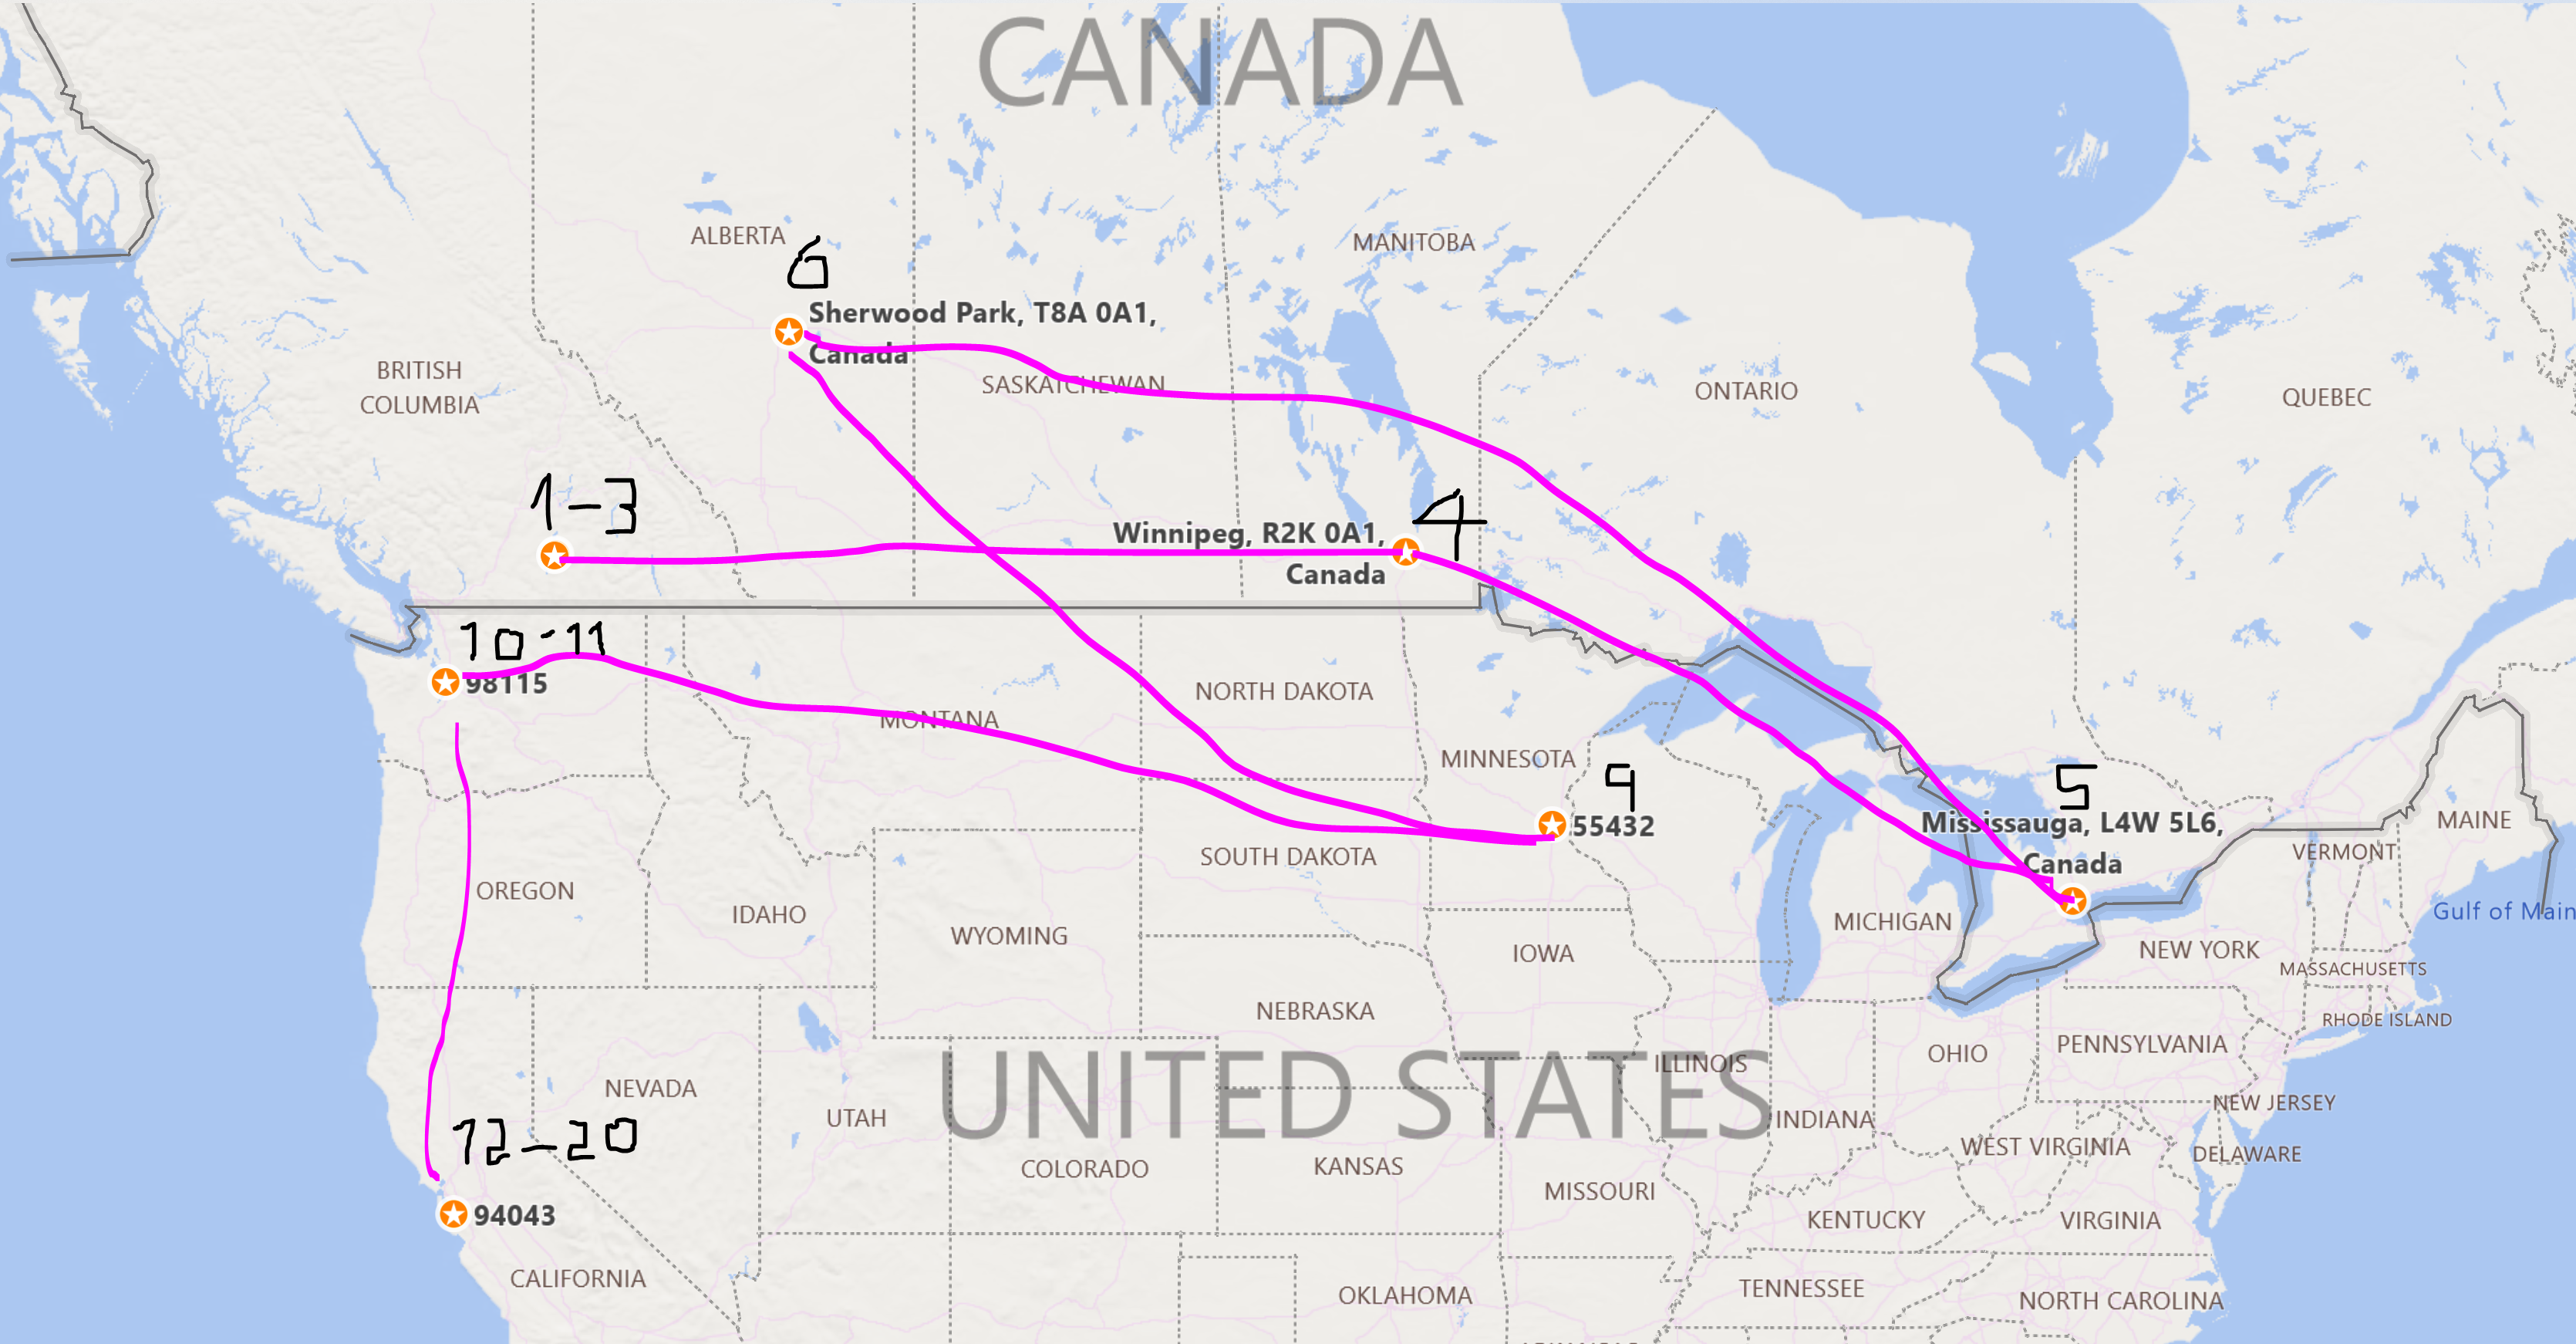 CANADA
ALBERTA
MANITOBA
6
Sherwood Park, T8A 0A1,
Canada
BRITISH
COLUMBIA
SASKATCHEWAN
ONTARIO
QUEBEC
1-3
4
Winnipeg, R2K 0A1,
Canada
10-11
98115
NORTH DAKOTA
MONTANA
MINNESOTA
9
55432
5
Mississauga, L4W 5L6,
Canada
MAINE
VERMONT
SOUTH DAKOTA
OREGON
IDAHO
WYOMING
MICHIGAN
Gulf of Main
IOWA
NEW YORK
MASSACHUSETTS
NEBRASKA
RHODE ISLAND
OHIO
PENNSYLVANIA
UNITED STATES
ILLINOIS
NEVADA
UTAH
INDIANA
NEW JERSEY
12-20
WEST VIRGINIA
DELAWARE
COLORADO
KANSAS
MISSOURI
94043
KENTUCKY
VIRGINIA
CALIFORNIA
OKLAHOMA
TENNESSEE
NORTH CAROLINA